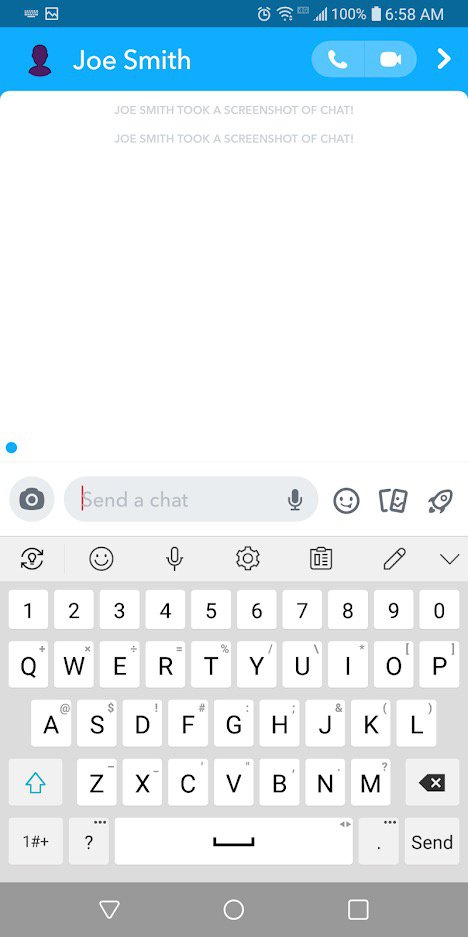 4G 100% 6:58 AM
Joe Smith
JOE SMITH TOOK A SCREENSHOT OF CHAT!
JOE SMITH TOOK A SCREENSHOT OF CHAT!
Send a chat
1 2 3 4 5 6 7 8 9 0
+ × ÷ = % / \ * [ ]
Q W E R T Y U I O P
@ $ ! # : ; & ( )
A S D F G H J K L
- _ ' " , . ?
Z X C V B N M
1#+ ? . Send